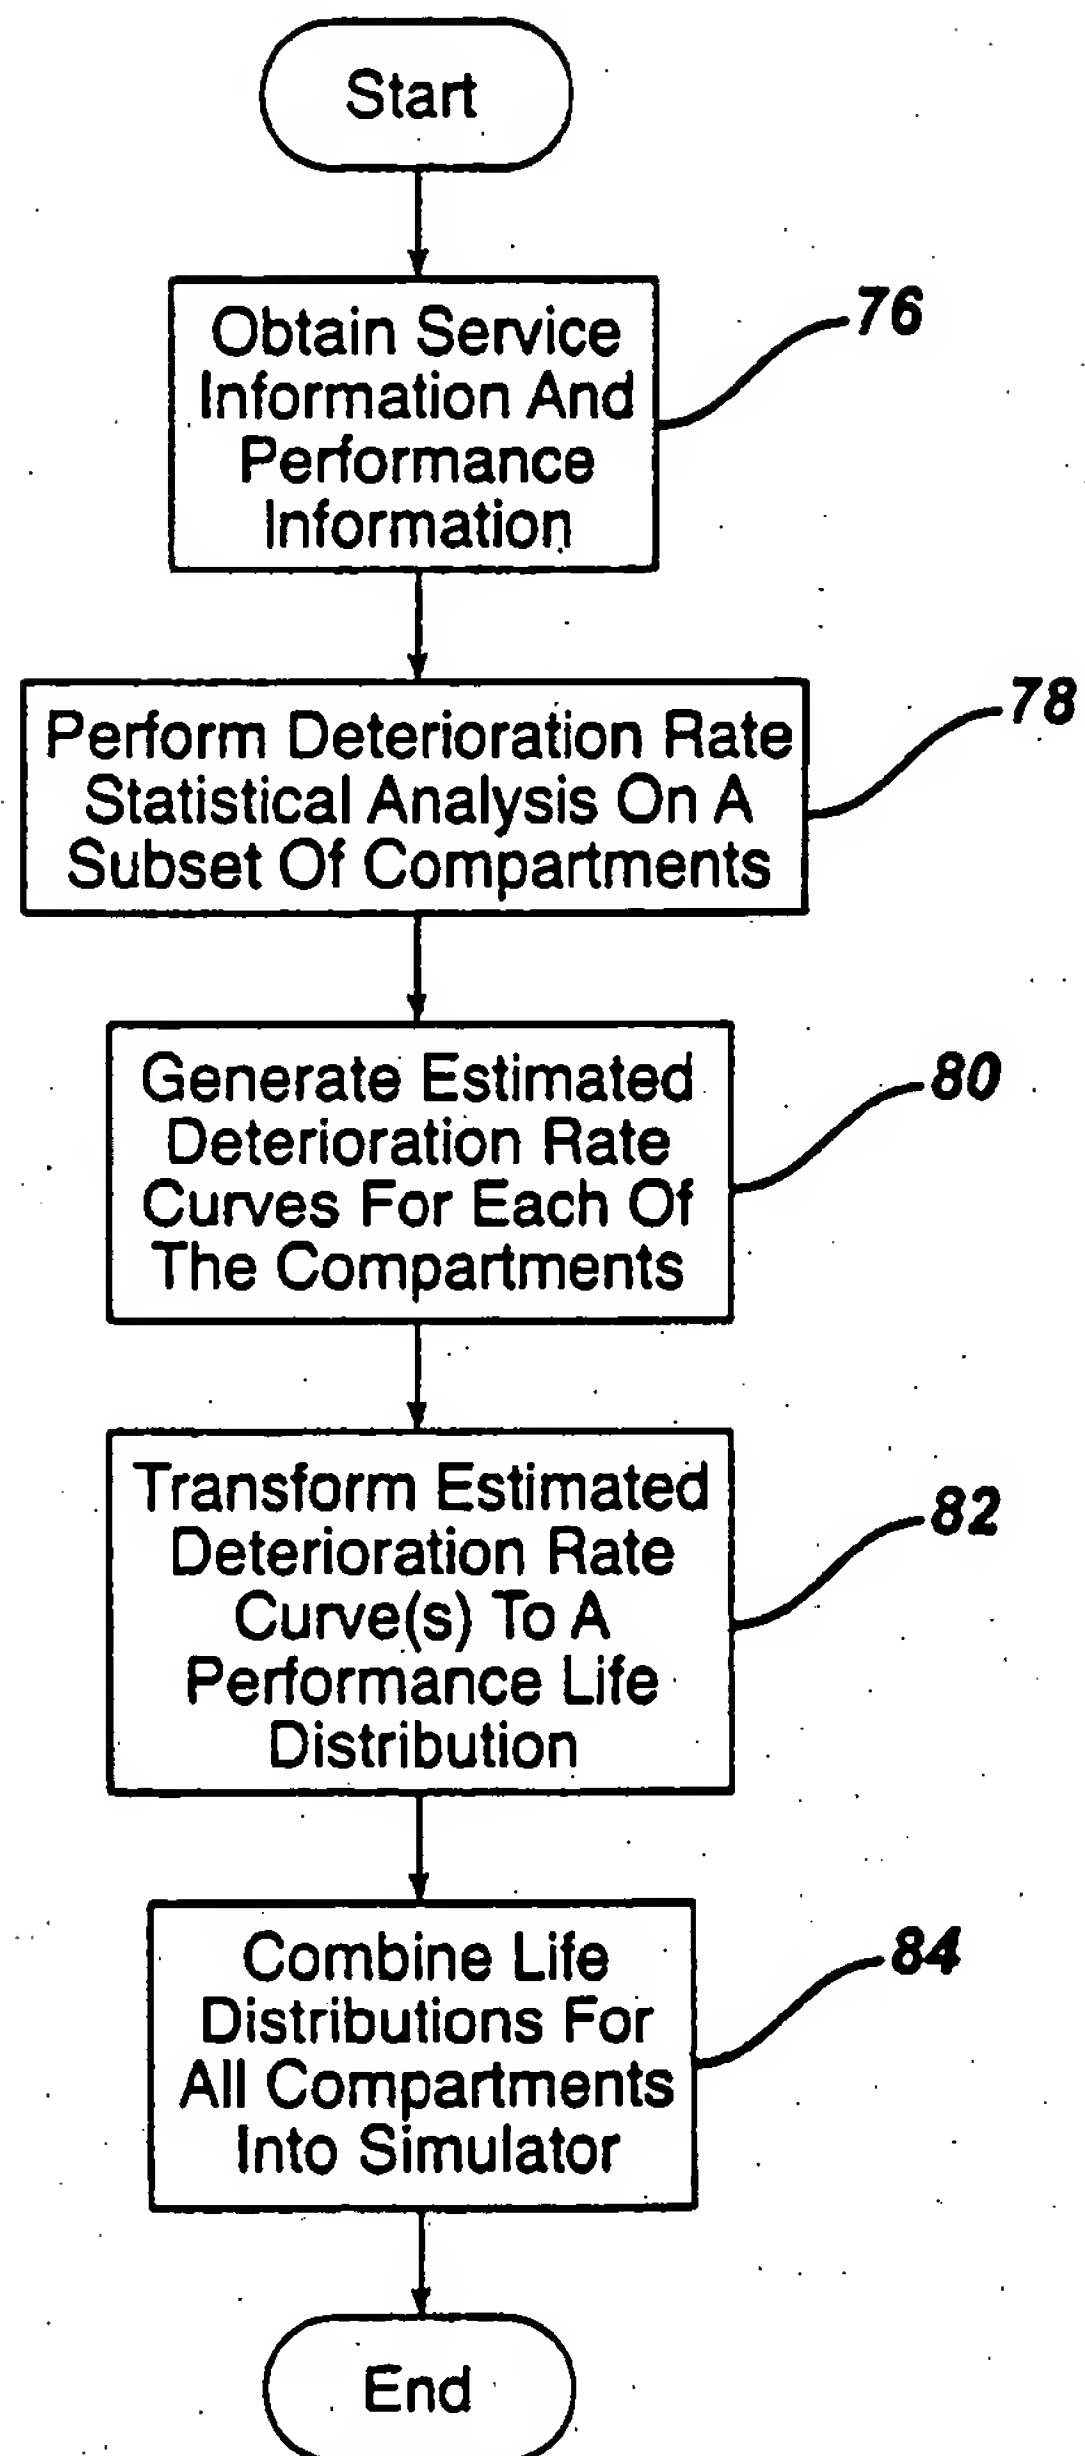 Start
Obtain Service
Information And
Performance
Information
76
Perform Deterioration Rate
Statistical Analysis On A
Subset Of Compartments
78
Generate Estimated
Deterioration Rate
Curves For Each Of
The Compartments
80
Transform Estimated
Deterioration Rate
Curve(s) To A
Performance Life
Distribution
82
Combine Life
Distributions For
All Compartments
Into Simulator
84
End